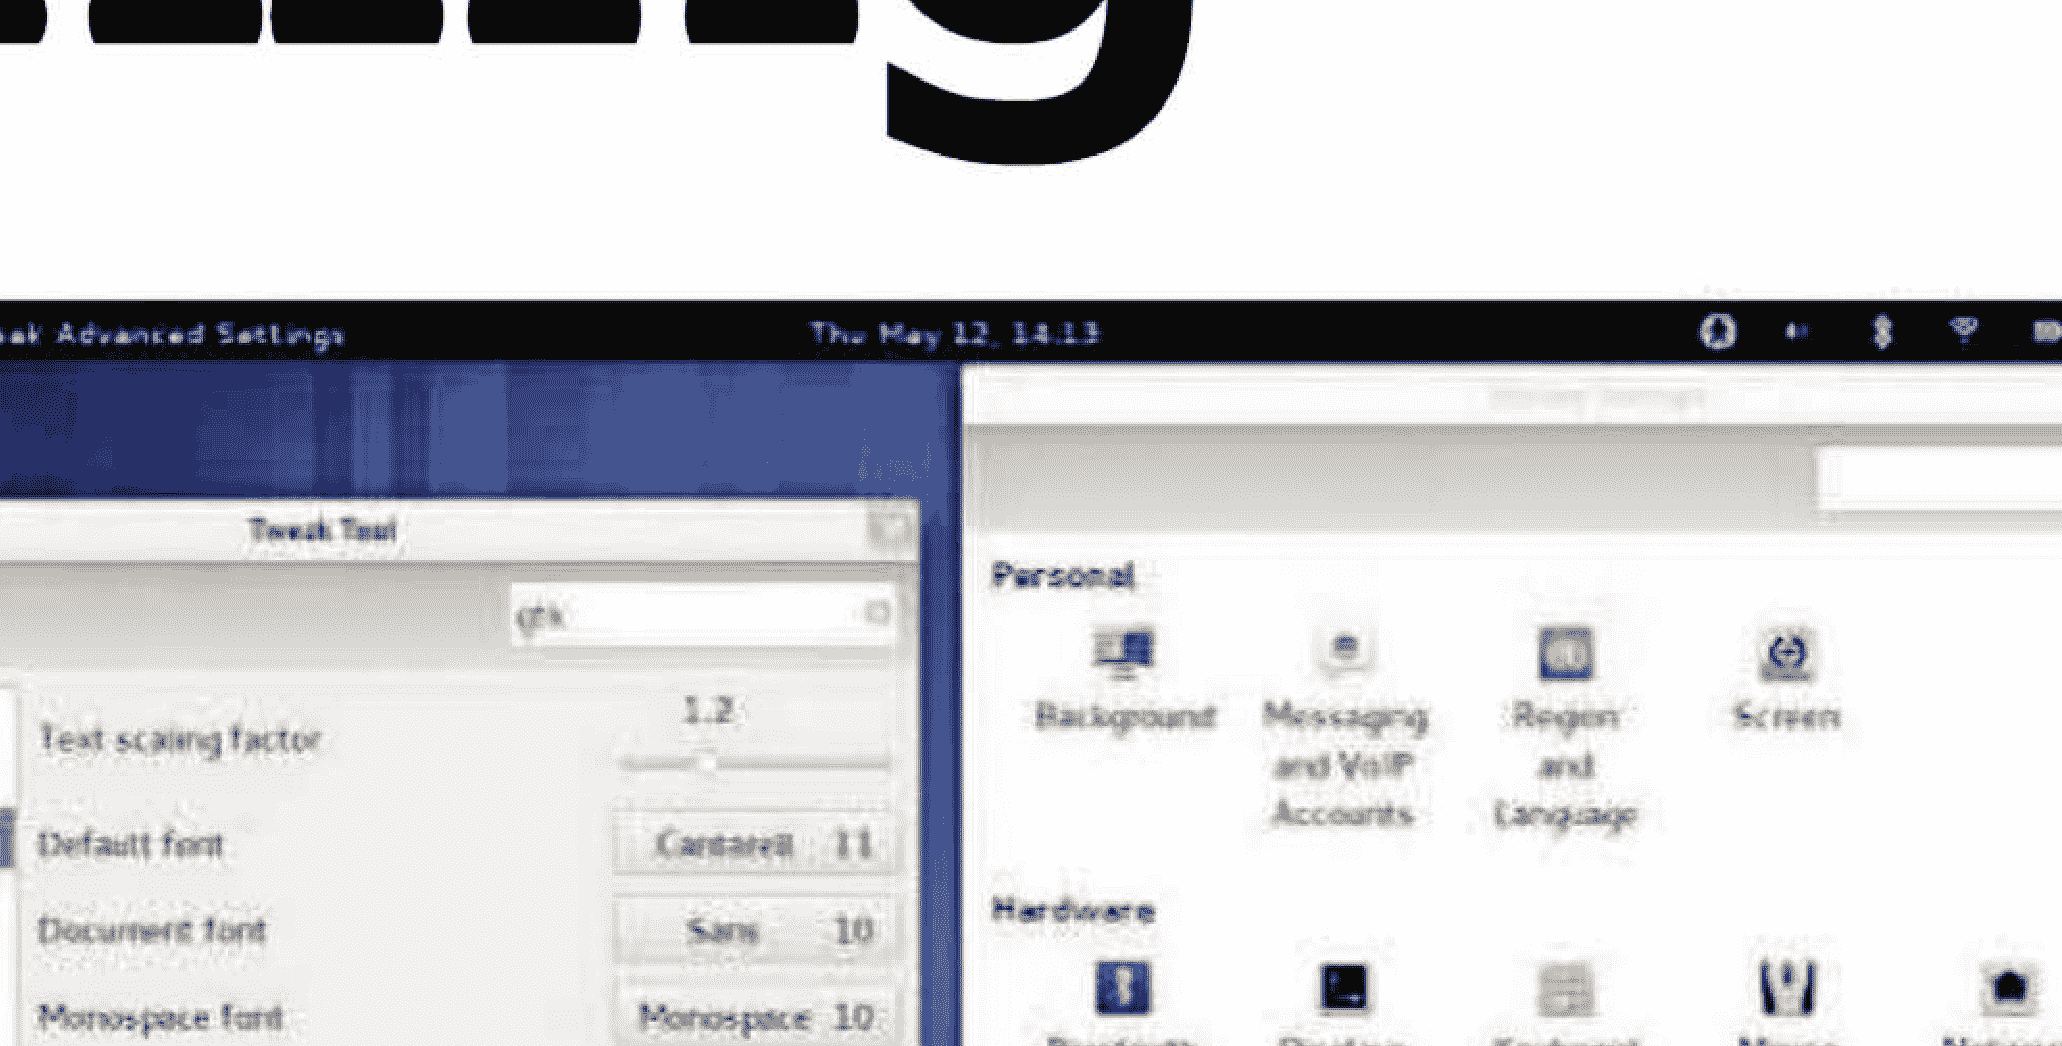 Advanced Settings
Thu May 12, 14:13
Tweak Tool
Text scaling factor
1.2
Default font
Cantarell 11
Document font
Sans 10
Monospace font
Monospace 10
Personal
Background
Messaging
and VoIP
Accounts
Region
and
Language
Screen
Hardware